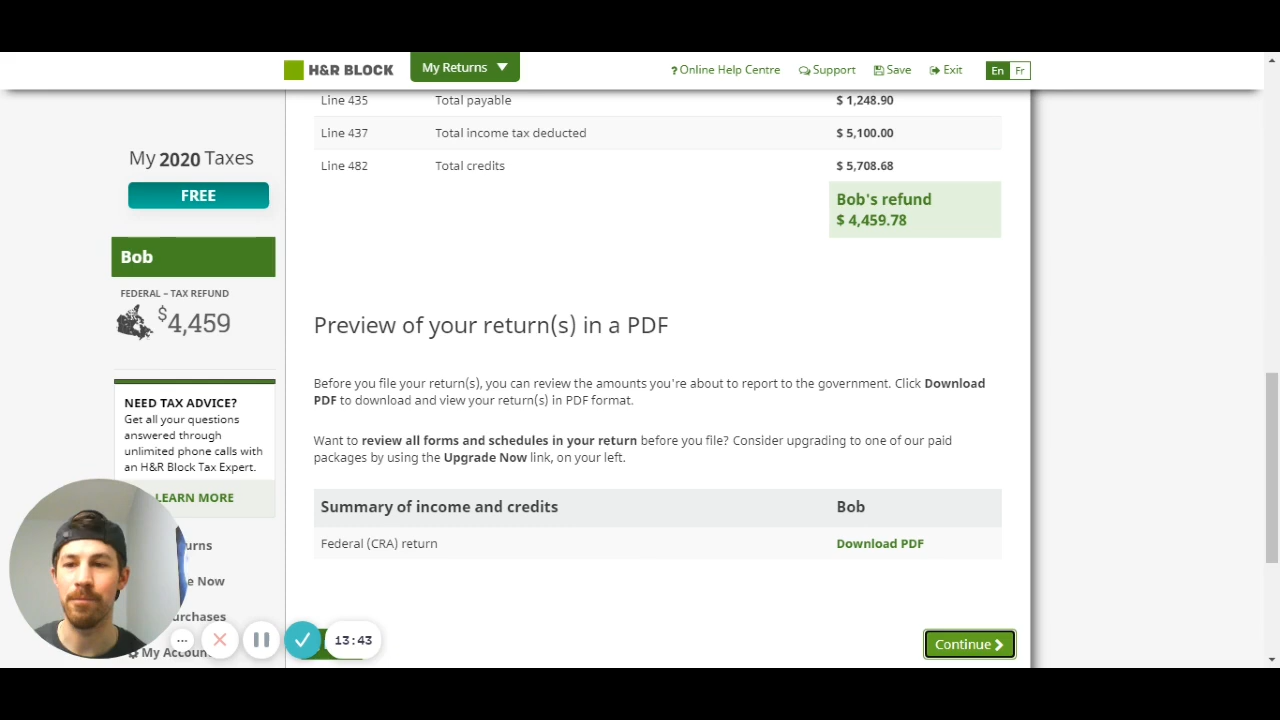 H&R BLOCK
My Returns
? Online Help Centre
Support
Save
Exit
En
Fr
Line 435 Total payable $ 1,248.90
Line 437 Total income tax deducted $ 5,100.00
Line 482 Total credits $ 5,708.68
Bob's refund
$ 4,459.78
My 2020 Taxes
FREE
Bob
FEDERAL – TAX REFUND
$4,459
NEED TAX ADVICE?
Get all your questions
answered through
unlimited phone calls with
an H&R Block Tax Expert.
LEARN MORE
urns
e Now
urchases
My Accoun
13:43
Preview of your return(s) in a PDF
Before you file your return(s), you can review the amounts you're about to report to the government. Click Download
PDF to download and view your return(s) in PDF format.
Want to review all forms and schedules in your return before you file? Consider upgrading to one of our paid
packages by using the Upgrade Now link, on your left.
Summary of income and credits Bob
Federal (CRA) return Download PDF
Continue